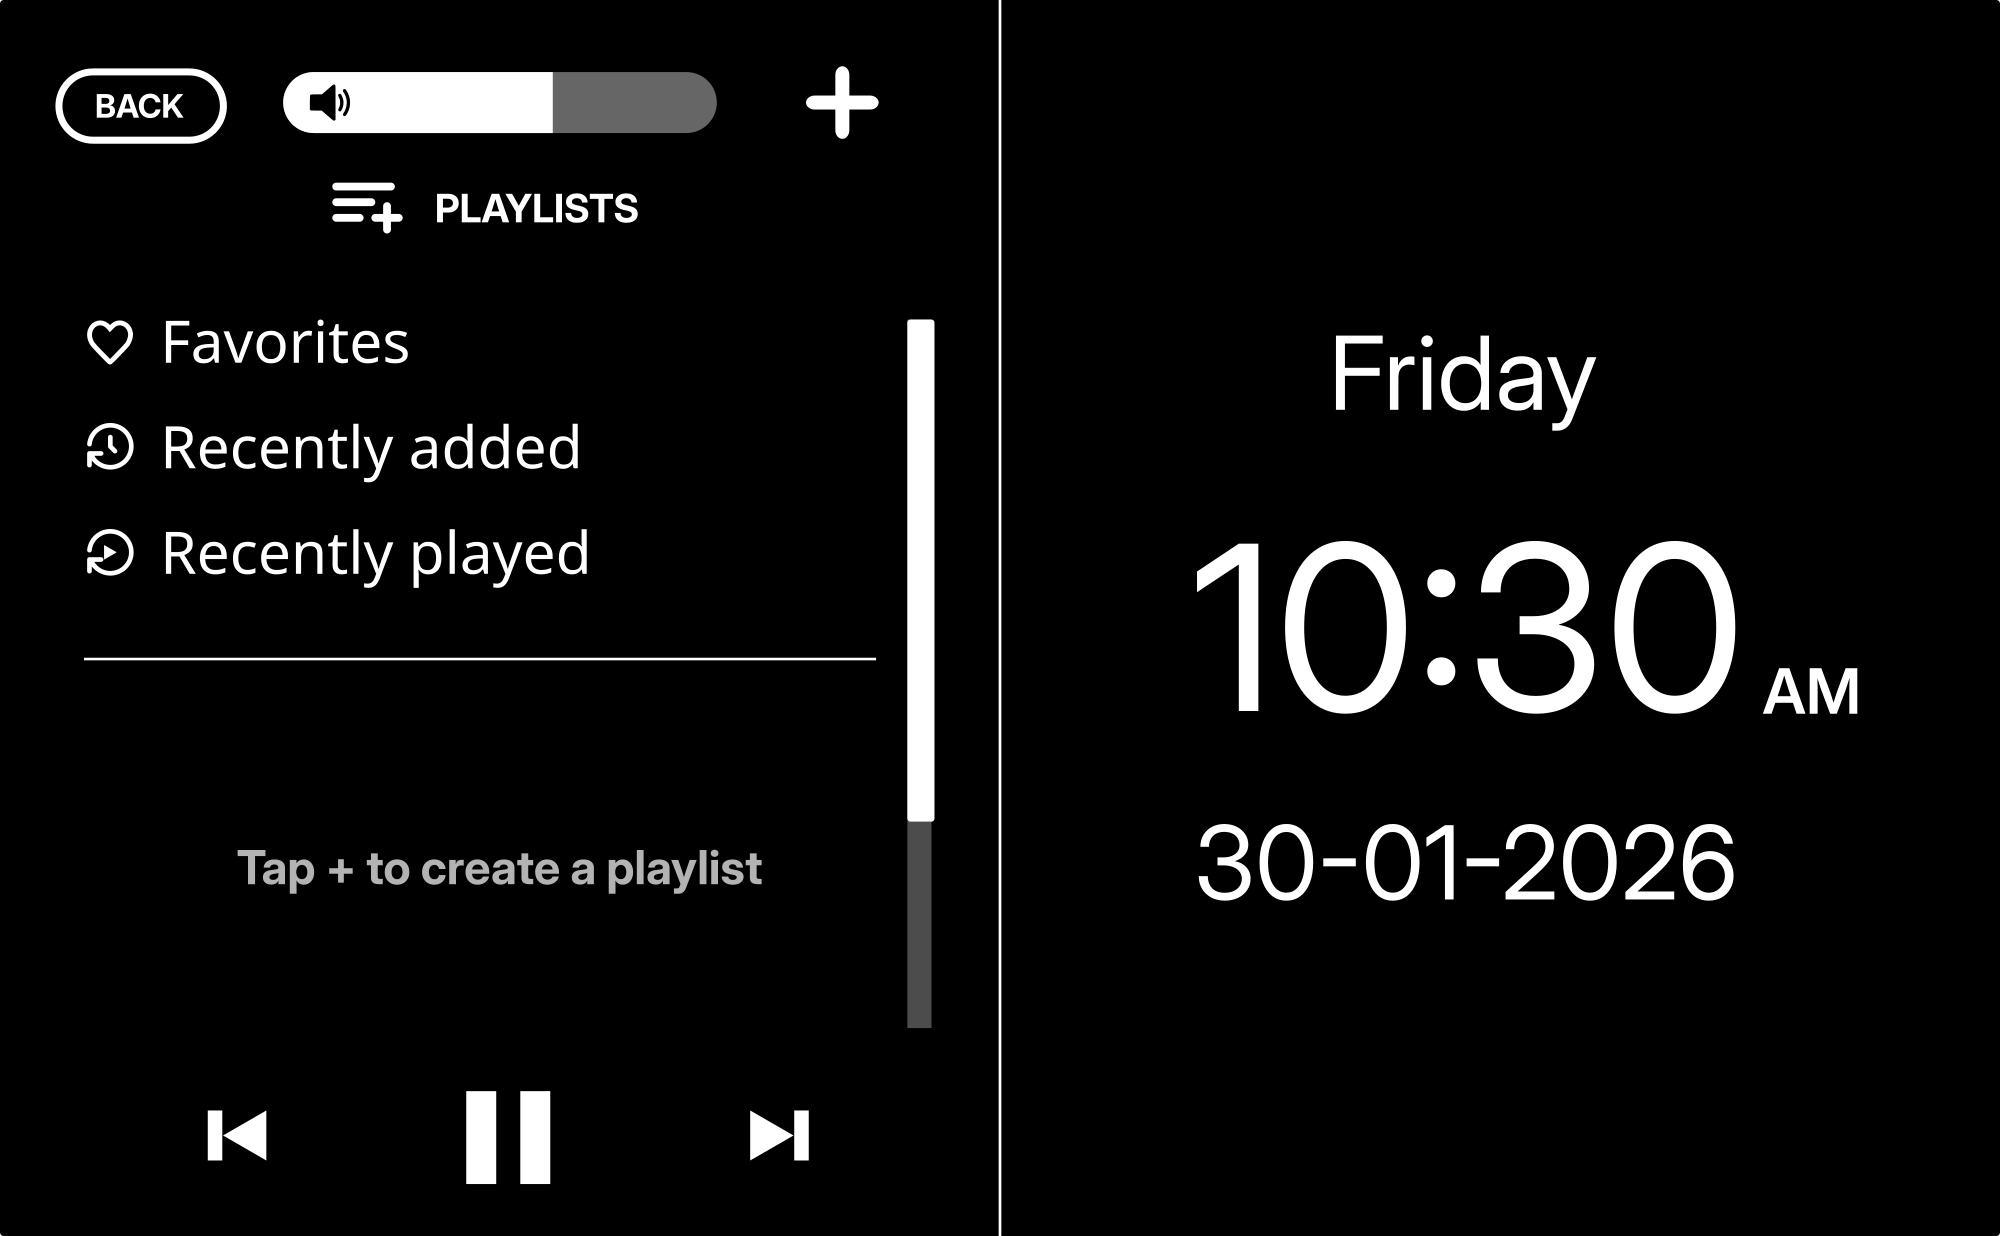 BACK
PLAYLISTS
Favorites
Recently added
Recently played
Tap + to create a playlist
Friday
10:30 AM
30-01-2026